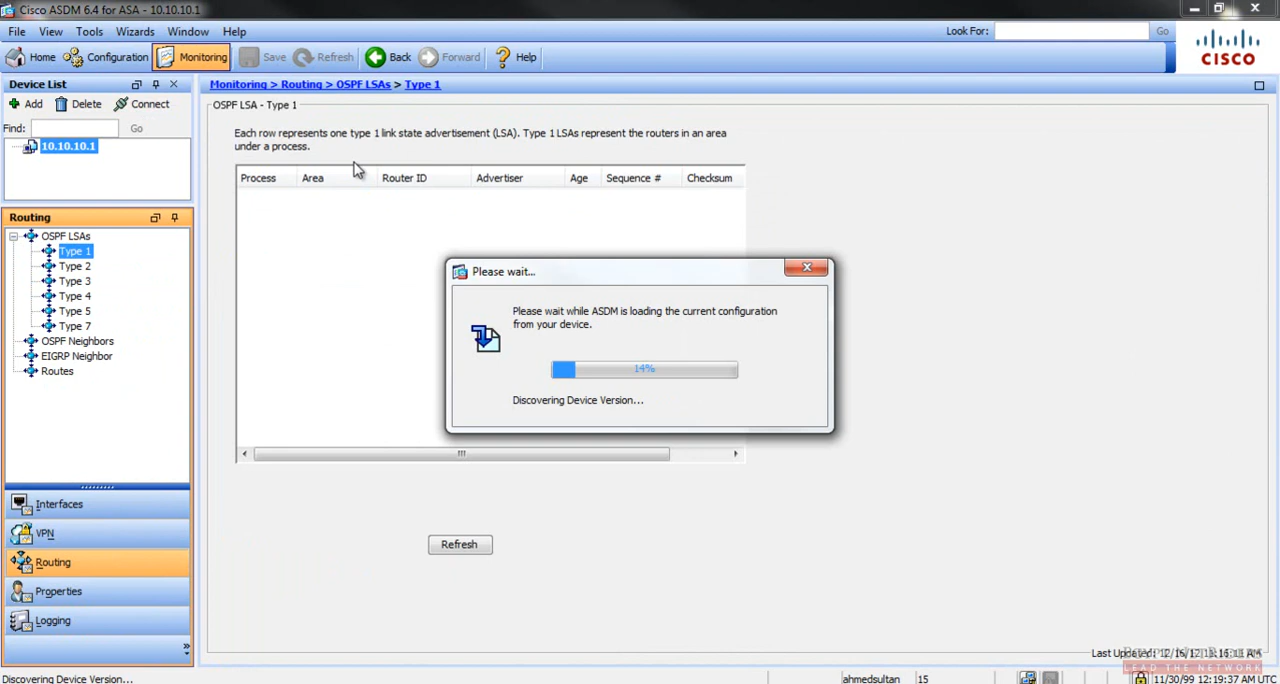 Cisco ASDM 6.4 for ASA - 10.10.10.1
File View Tools Wizards Window Help Look For: Go
Home Configuration Monitoring Save Refresh Back Forward Help
CISCO
Device List
Add Delete Connect
Find: Go
10.10.10.1
Routing
OSPF LSAs
Type 1
Type 2
Type 3
Type 4
Type 5
Type 7
OSPF Neighbors
EIGRP Neighbor
Routes
Interfaces
VPN
Routing
Properties
Logging
Monitoring > Routing > OSPF LSAs > Type 1
OSPF LSA - Type 1
Each row represents one type 1 link state advertisement (LSA). Type 1 LSAs represent the routers in an area
under a process.
Process Area Router ID Advertiser Age Sequence # Checksum
Please wait...
Please wait while ASDM is loading the current configuration
from your device.
14%
Discovering Device Version...
Refresh
Last Updated:
LEAD THE NETWORK
Discovering Device Version... ahmedsultan 15 11/30/99 12:19:37 AM UTC